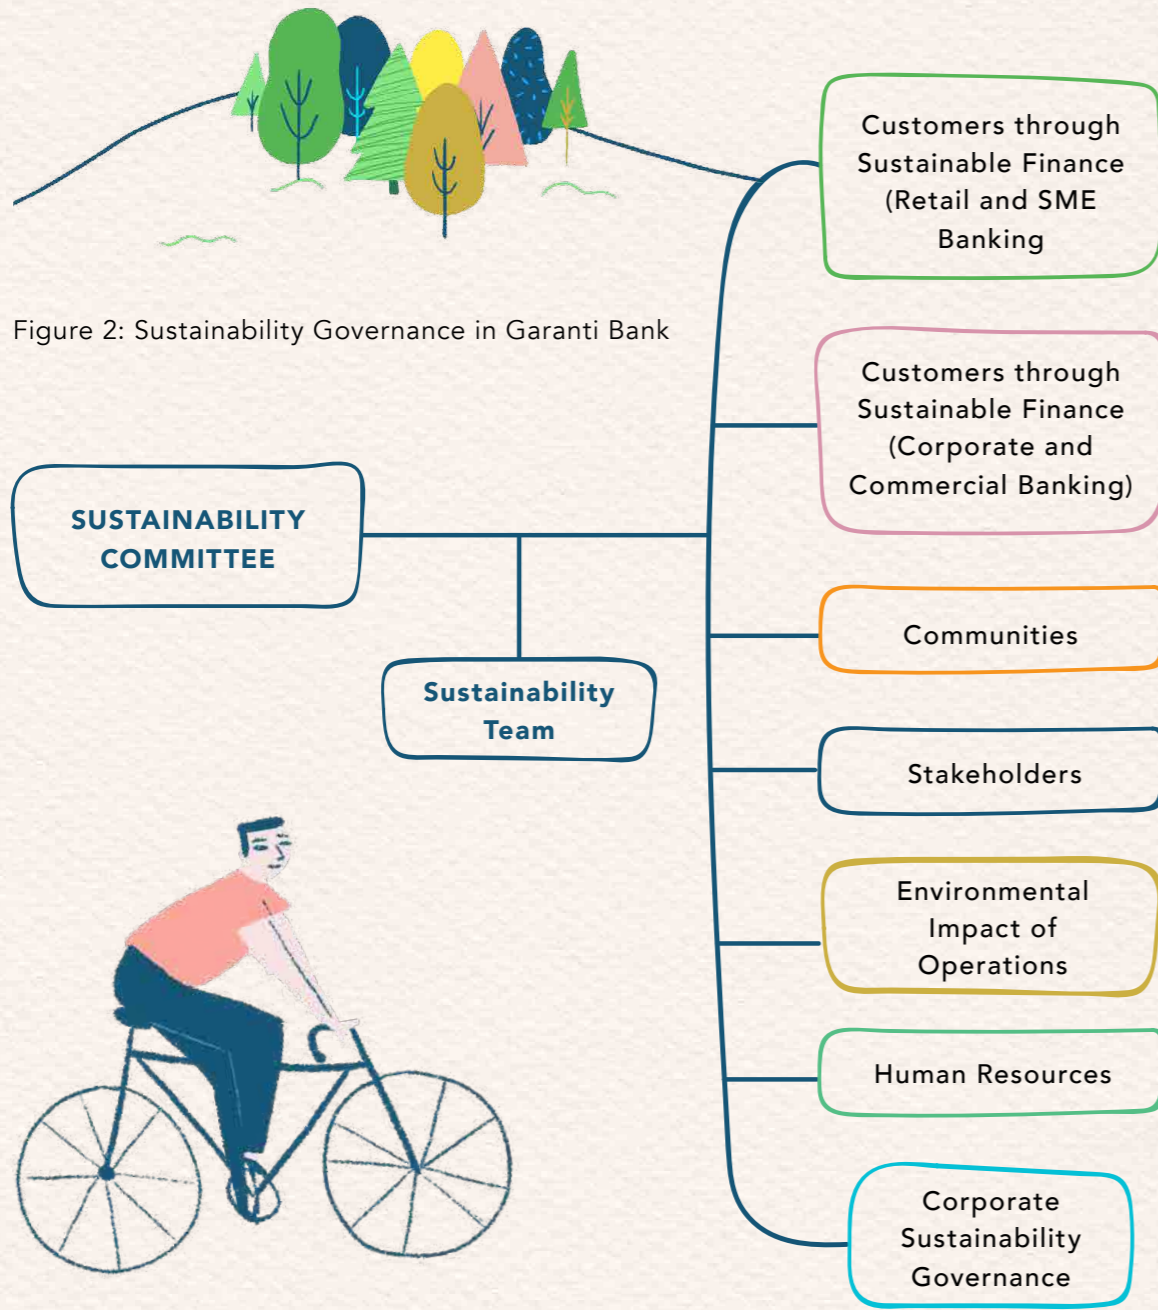 Figure 2: Sustainability Governance in Garanti Bank
SUSTAINABILITY
COMMITTEE
Sustainability
Team
Customers through
Sustainable Finance
(Retail and SME
Banking
Customers through
Sustainable Finance
(Corporate and
Commercial Banking)
Communities
Stakeholders
Environmental
Impact of
Operations
Human Resources
Corporate
Sustainability
Governance